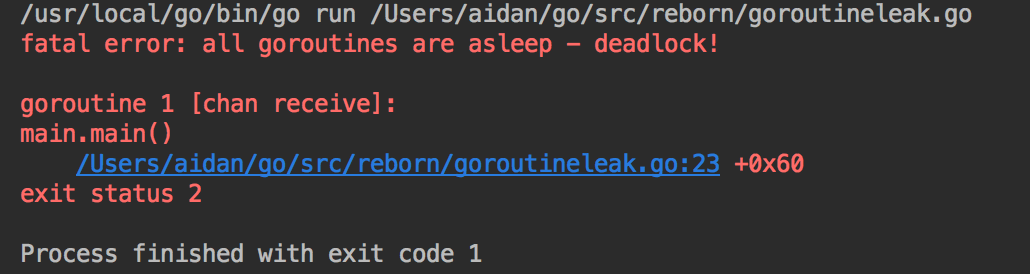 /usr/local/go/bin/go run /Users/aidan/go/src/reborn/goroutineleak.go
fatal error: all goroutines are asleep - deadlock!
goroutine 1 [chan receive]:
main.main()
/Users/aidan/go/src/reborn/goroutineleak.go:23 +0x60
exit status 2
Process finished with exit code 1